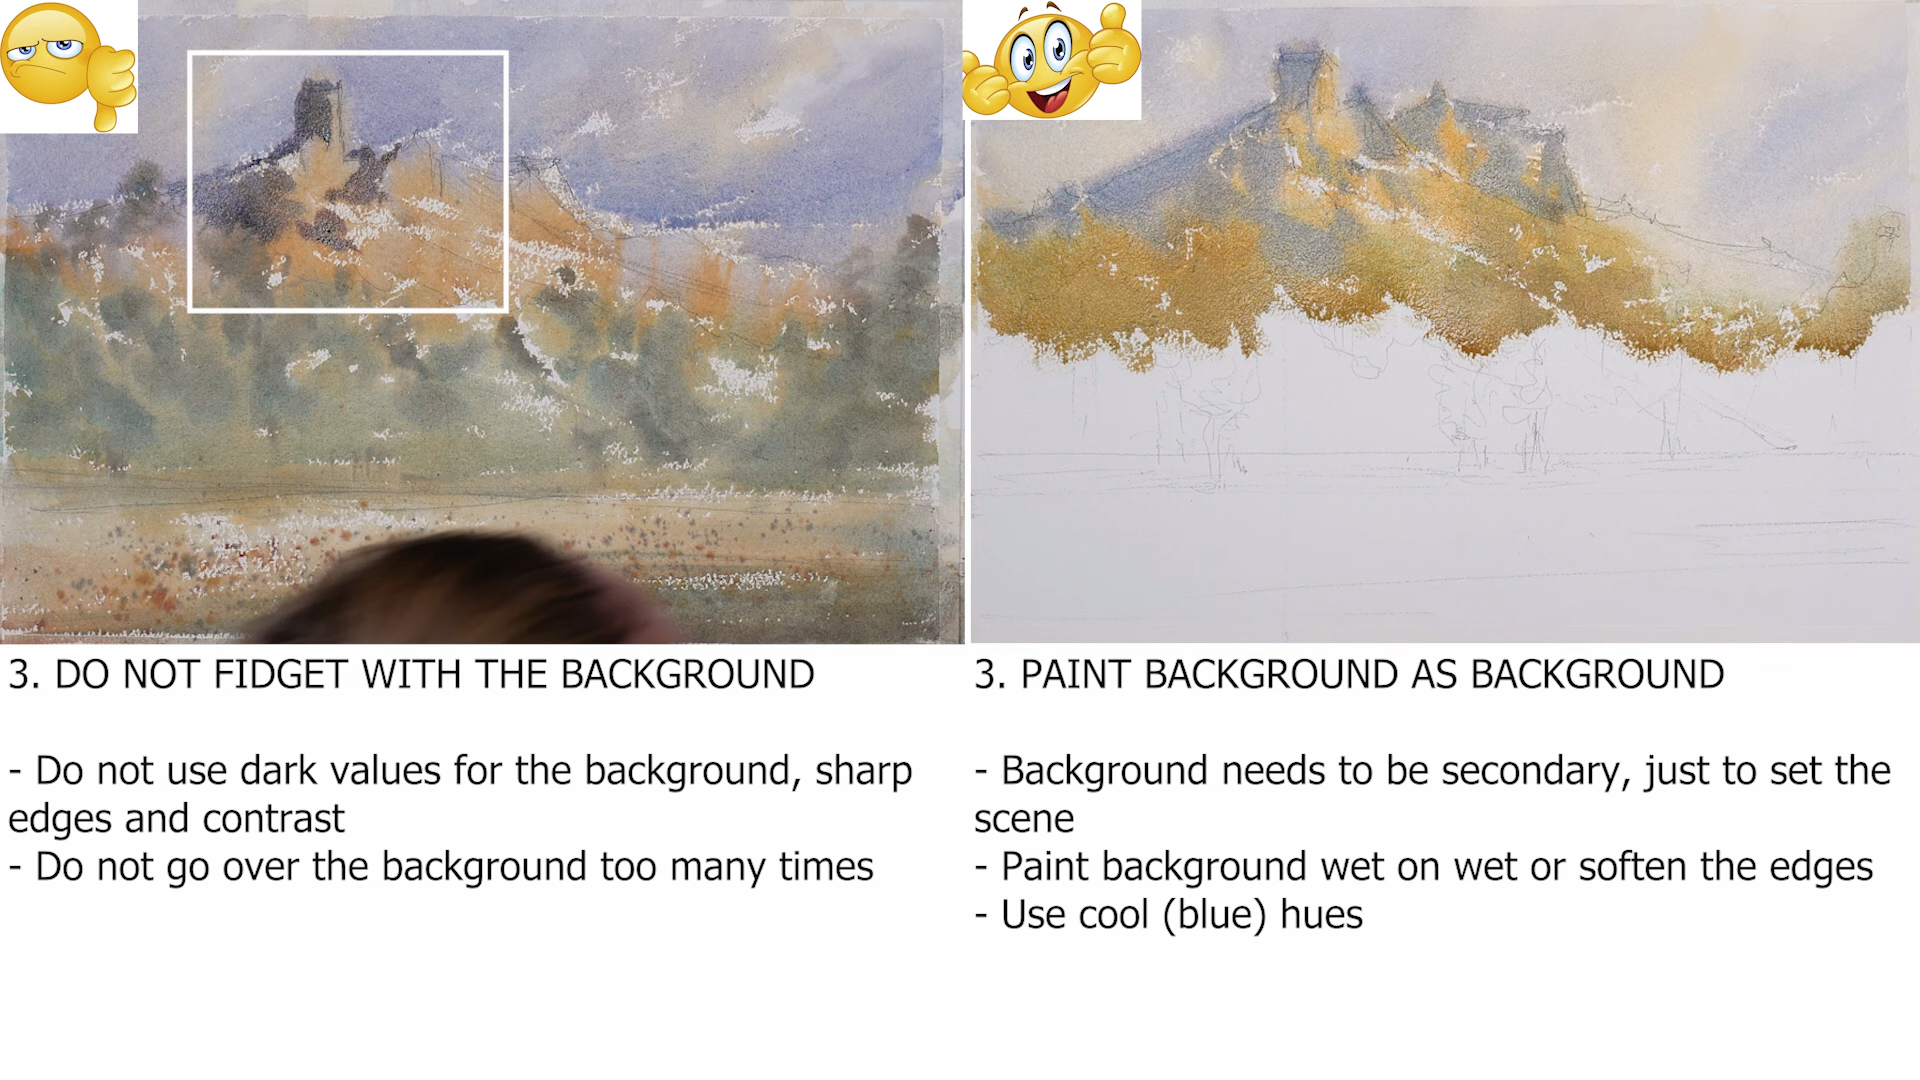 3. DO NOT FIDGET WITH THE BACKGROUND
- Do not use dark values for the background, sharp
edges and contrast
- Do not go over the background too many times
3. PAINT BACKGROUND AS BACKGROUND
- Background needs to be secondary, just to set the
scene
- Paint background wet on wet or soften the edges
- Use cool (blue) hues